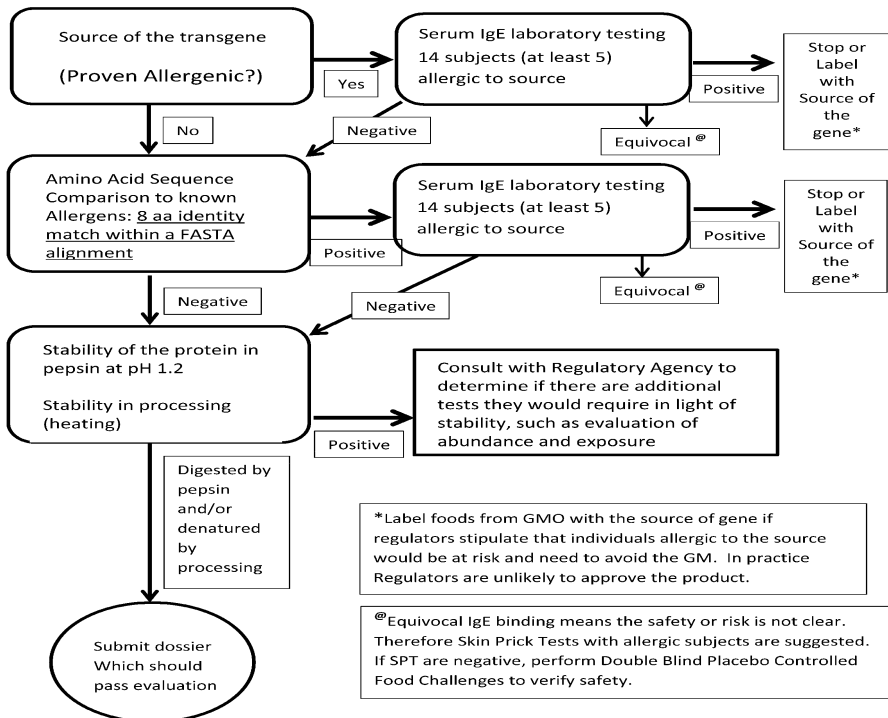 Source of the transgene
(Proven Allergenic?)
Yes
Serum IgE laboratory testing
14 subjects (at least 5)
allergic to source
Positive
Stop or
Label
with
Source of
the
gene*
No
Negative
Equivocal @
Amino Acid Sequence
Comparison to known
Allergens: 8 aa identity
match within a FASTA
alignment
Positive
Serum IgE laboratory testing
14 subjects (at least 5)
allergic to source
Positive
Stop or
Label
with
Source of
the
gene*
Negative
Negative
Equivocal @
Stability of the protein in
pepsin at pH 1.2
Stability in processing
(heating)
Positive
Consult with Regulatory Agency to
determine if there are additional
tests they would require in light of
stability, such as evaluation of
abundance and exposure
Digested by
pepsin
and/or
denatured
by
processing
*Label foods from GMO with the source of gene if
regulators stipulate that individuals allergic to the source
would be at risk and need to avoid the GM. In practice
Regulators are unlikely to approve the product.
Submit dossier
Which should
pass evaluation
@Equivocal IgE binding means the safety or risk is not clear.
Therefore Skin Prick Tests with allergic subjects are suggested.
If SPT are negative, perform Double Blind Placebo Controlled
Food Challenges to verify safety.